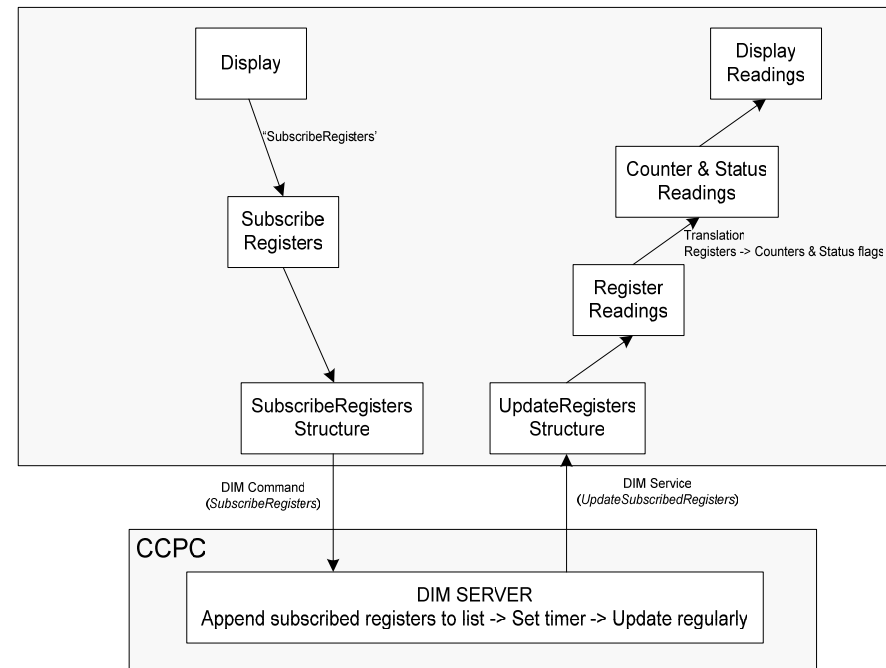 Display
"SubscribeRegisters'
Subscribe
Registers
SubscribeRegisters
Structure
Display
Readings
Counter & Status
Readings
Translation
Registers -> Counters & Status flags
Register
Readings
UpdateRegisters
Structure
DIM Command
(SubscribeRegisters)
DIM Service
(UpdateSubscribedRegisters)
CCPC
DIM SERVER
Append subscribed registers to list -> Set timer -> Update regularly